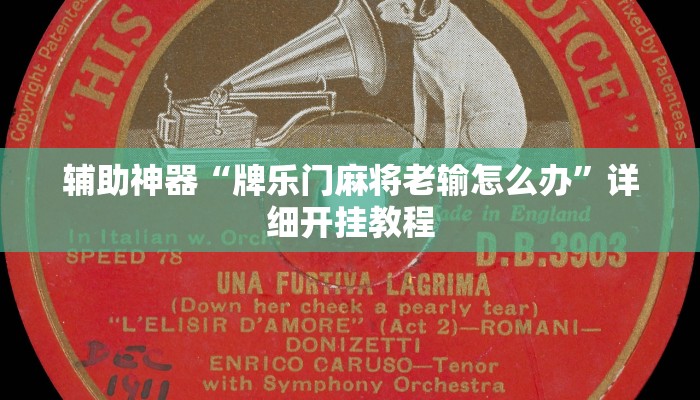 "HIS VOICE"
Copyright Patentees.
Mixed by Patentees.
辅助神器“牌乐门麻将老输怎么办”详
细开挂教程
Made in England
In Italian w. Orch.
SPEED 78
D.B.3903
UNA FURTIVA LAGRIMA
(Down her cheek a pearly tear)
"L'ELISIR D'AMORE" (Act 2)—ROMANI—
DONIZETTI
ENRICO CARUSO—Tenor
with Symphony Orchestra
DEC
1911